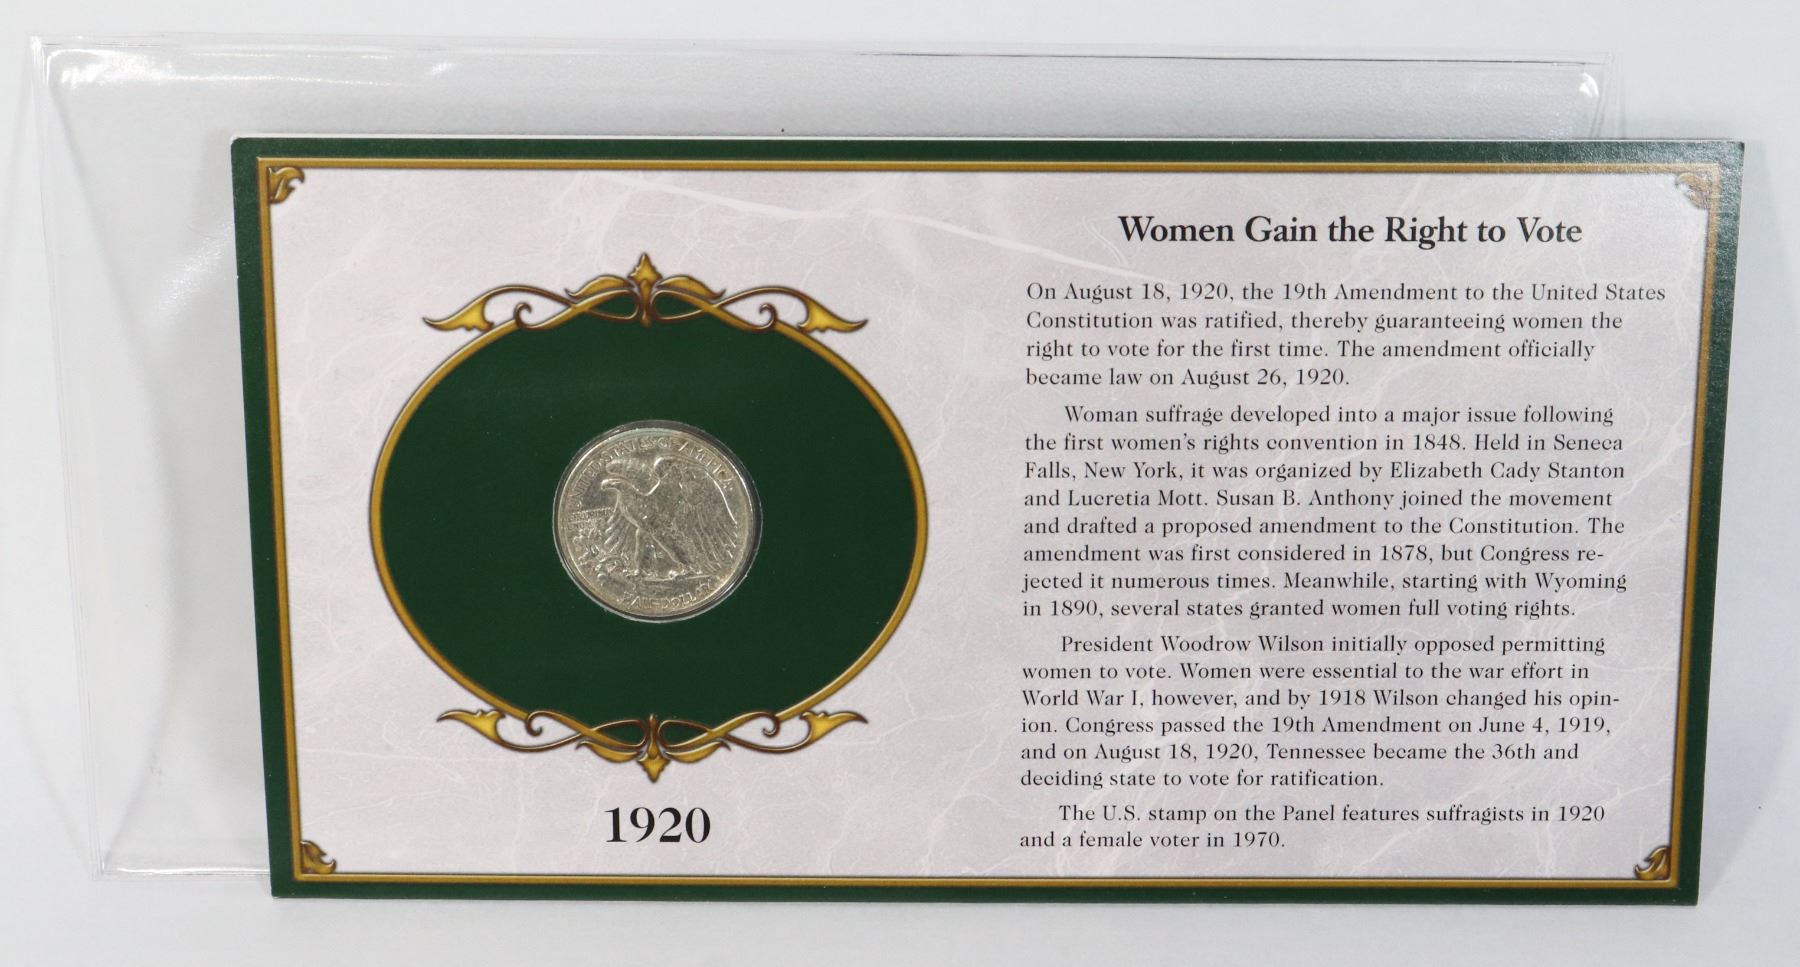 Women Gain the Right to Vote
On August 18, 1920, the 19th Amendment to the United States
Constitution was ratified, thereby guaranteeing women the
right to vote for the first time. The amendment officially
became law on August 26, 1920.
Woman suffrage developed into a major issue following
the first women's rights convention in 1848. Held in Seneca
Falls, New York, it was organized by Elizabeth Cady Stanton
and Lucretia Mott. Susan B. Anthony joined the movement
and drafted a proposed amendment to the Constitution. The
amendment was first considered in 1878, but Congress re-
jected it numerous times. Meanwhile, starting with Wyoming
in 1890, several states granted women full voting rights.
President Woodrow Wilson initially opposed permitting
women to vote. Women were essential to the war effort in
World War I, however, and by 1918 Wilson changed his opin-
ion. Congress passed the 19th Amendment on June 4, 1919,
and on August 18, 1920, Tennessee became the 36th and
deciding state to vote for ratification.
The U.S. stamp on the Panel features suffragists in 1920
and a female voter in 1970.
UNITED STATES OF AMERICA
HALF DOLLAR
1920